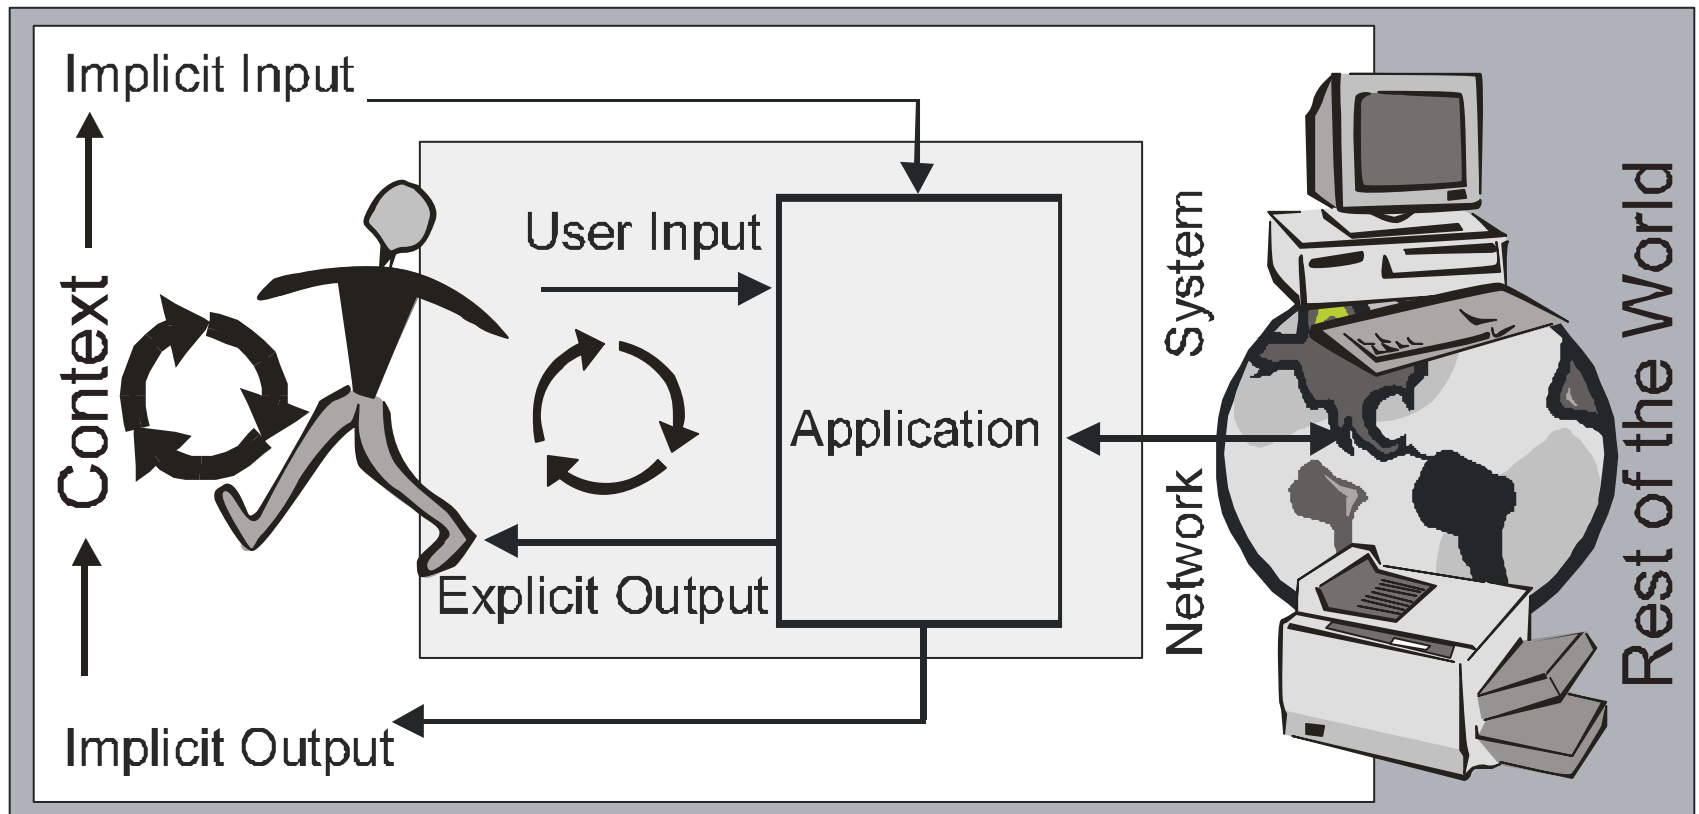 Implicit Input
User Input
Context
Application
System
Network
Rest of the World
Explicit Output
Implicit Output